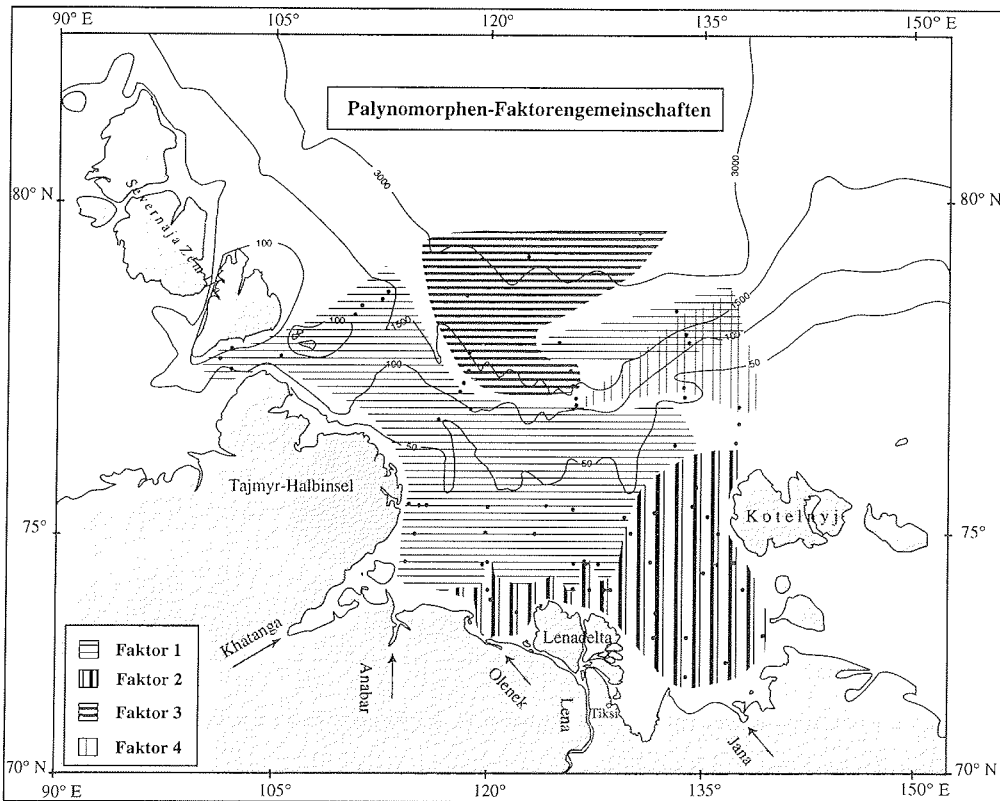 90° E
105°
120°
135°
150° E
Palynomorphen-Faktorengemeinschaften
3000
3000
80° N
80° N
Severnaja Zem
100
100
1500
1500
100
50
100
50
50
Tajmyr-Halbinsel
75°
75°
Kotelnyj
Khatanga
Anabar
Olenek
Lenadelta
Lena
Tiksi
Jana
Faktor 1
Faktor 2
Faktor 3
Faktor 4
70° N
70° N
90° E
105°
120°
135°
150° E